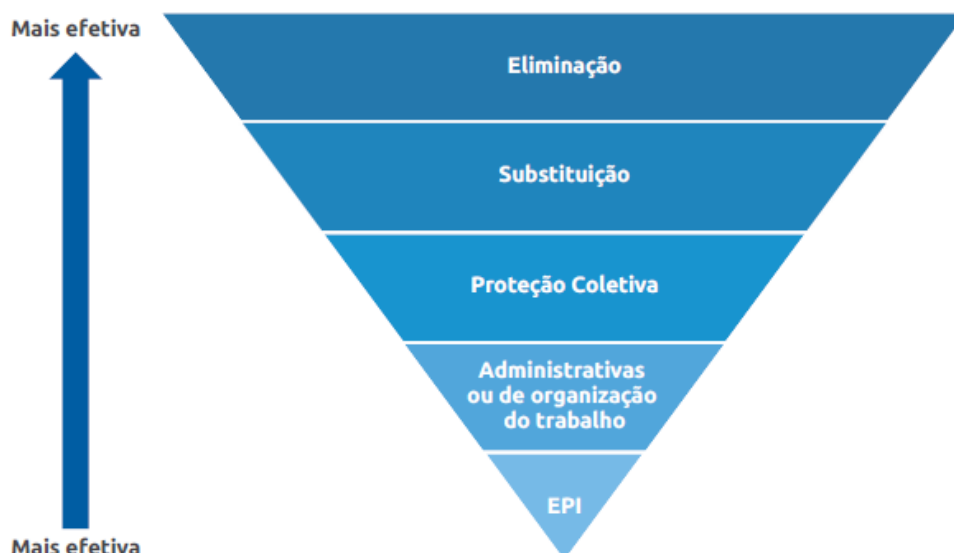 Mais efetiva
Eliminação
Substituição
Proteção Coletiva
Administrativas
ou de organização
do trabalho
EPI
Mais efetiva